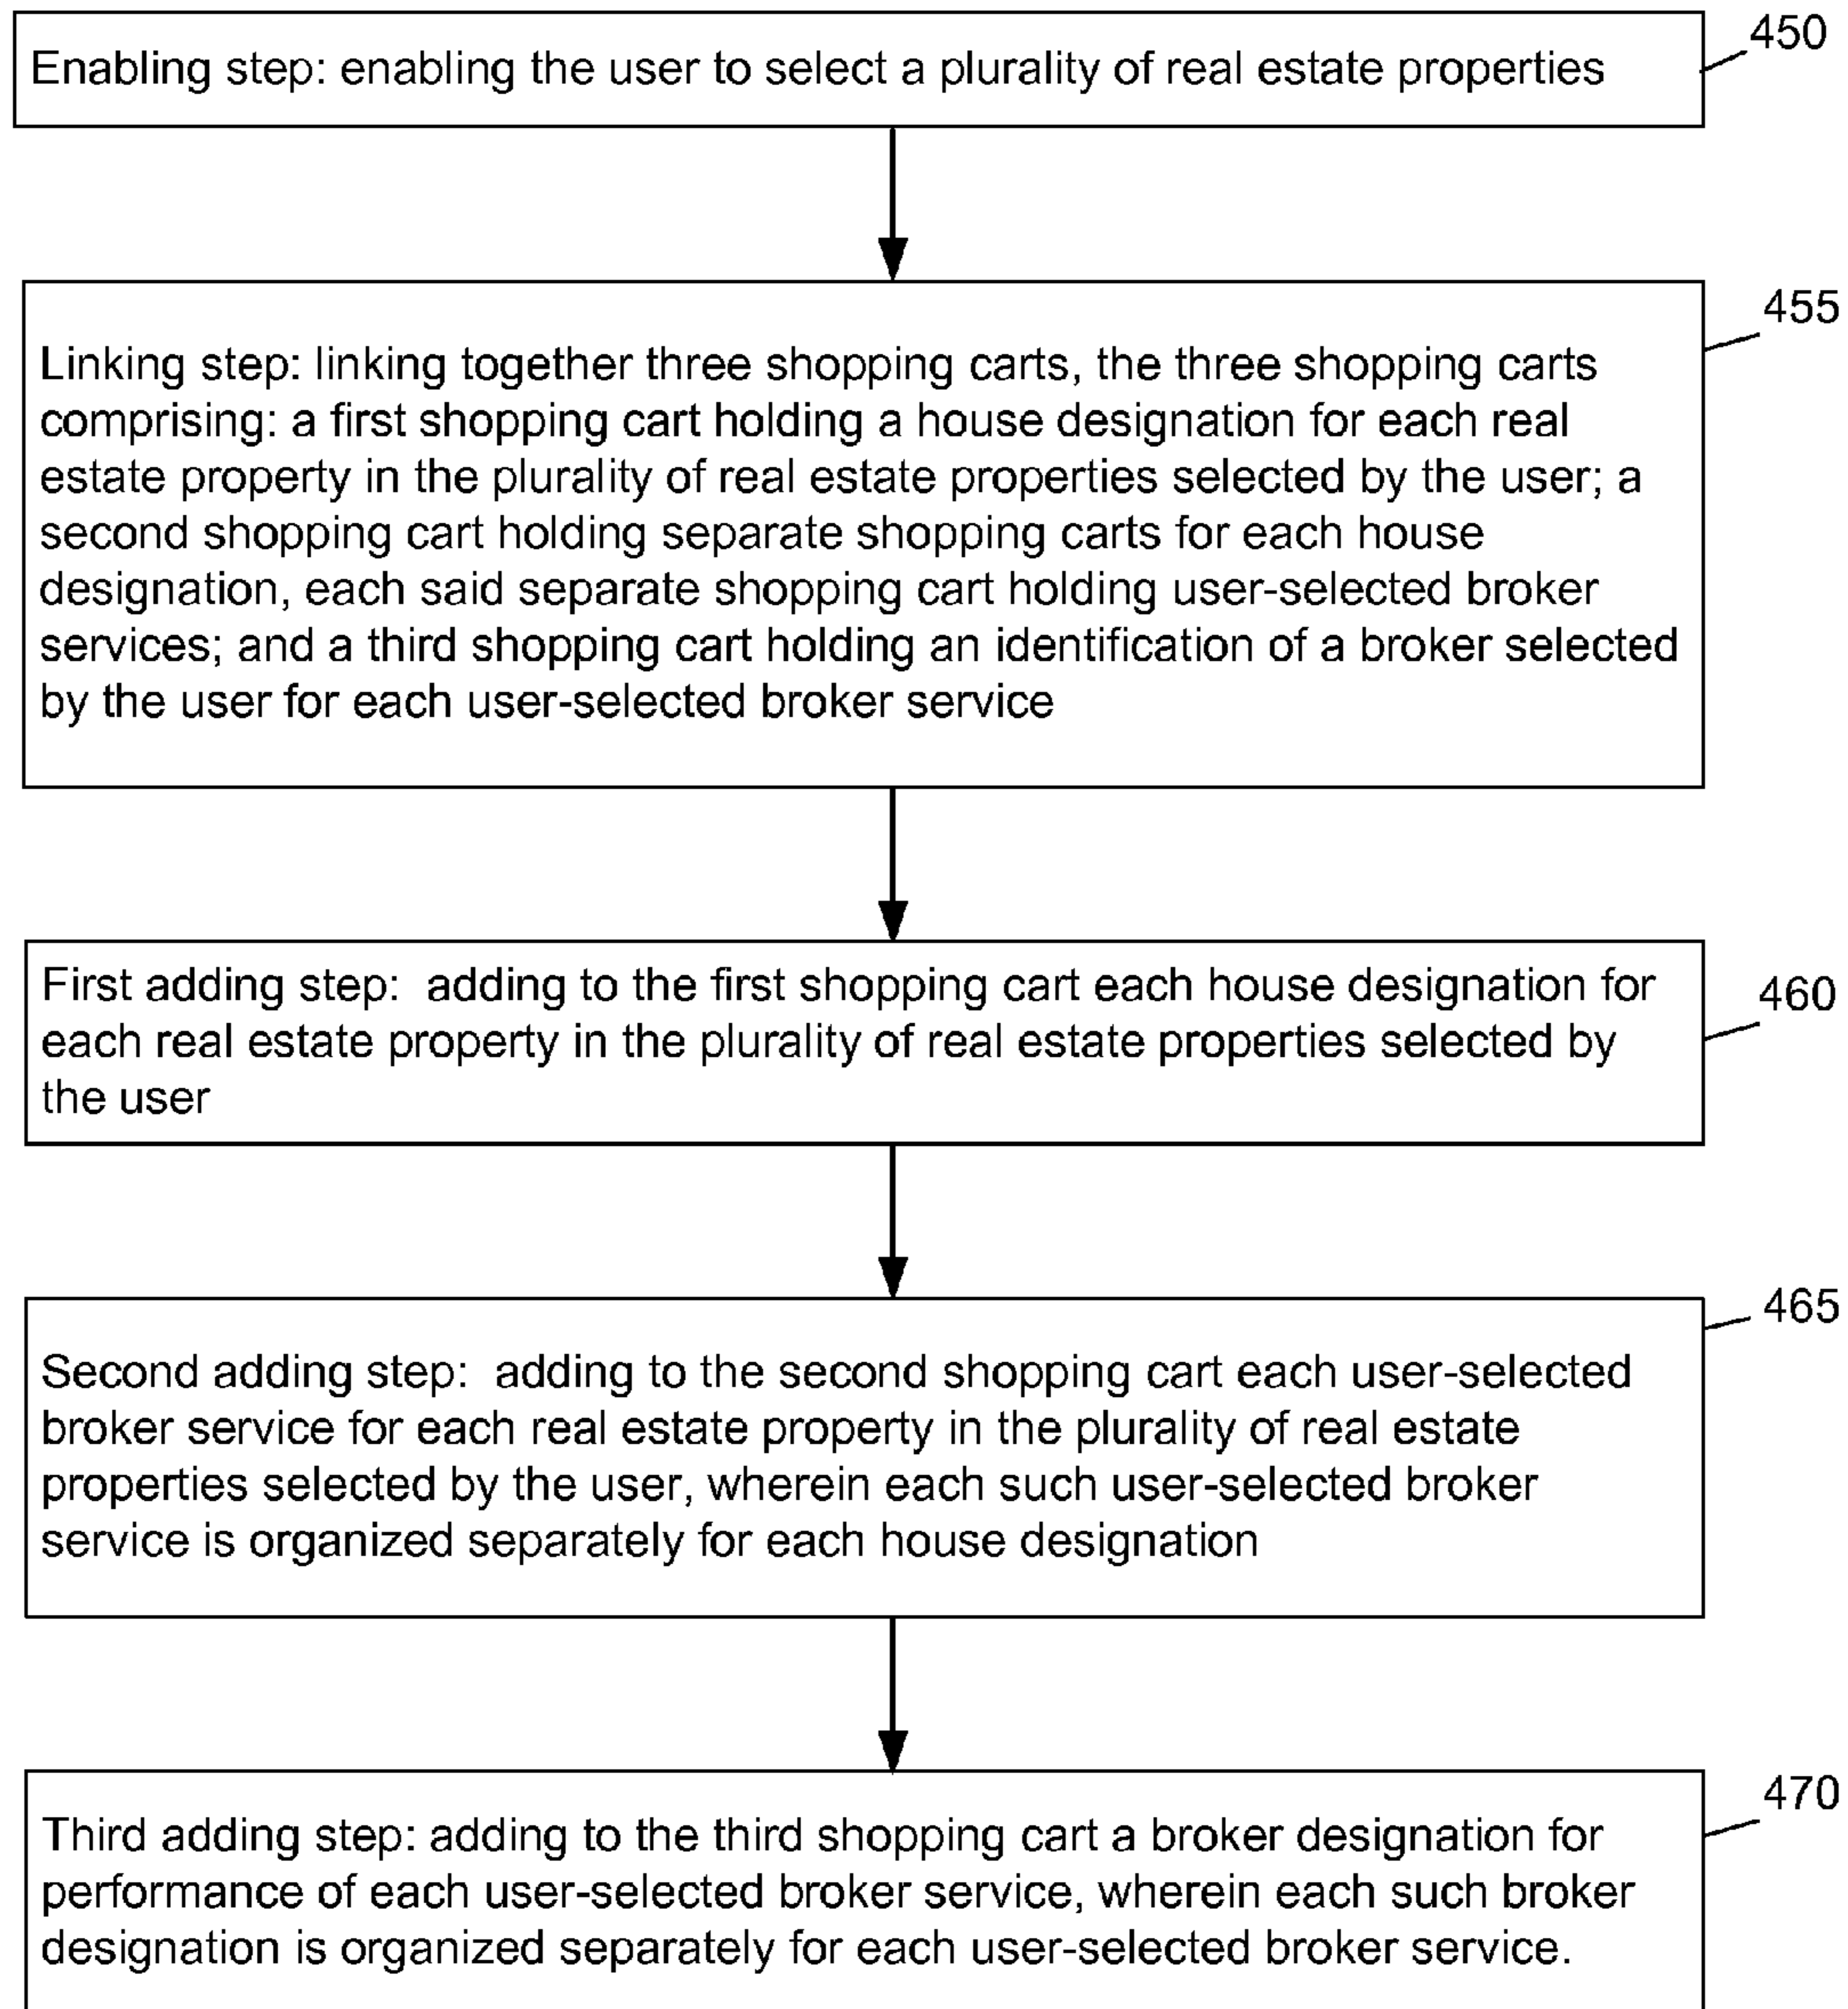 450
Enabling step: enabling the user to select a plurality of real estate properties
455
Linking step: linking together three shopping carts, the three shopping carts
comprising: a first shopping cart holding a house designation for each real
estate property in the plurality of real estate properties selected by the user; a
second shopping cart holding separate shopping carts for each house
designation, each said separate shopping cart holding user-selected broker
services; and a third shopping cart holding an identification of a broker selected
by the user for each user-selected broker service
460
First adding step:  adding to the first shopping cart each house designation for
each real estate property in the plurality of real estate properties selected by
the user
465
Second adding step:  adding to the second shopping cart each user-selected
broker service for each real estate property in the plurality of real estate
properties selected by the user, wherein each such user-selected broker
service is organized separately for each house designation
470
Third adding step: adding to the third shopping cart a broker designation for
performance of each user-selected broker service, wherein each such broker
designation is organized separately for each user-selected broker service.